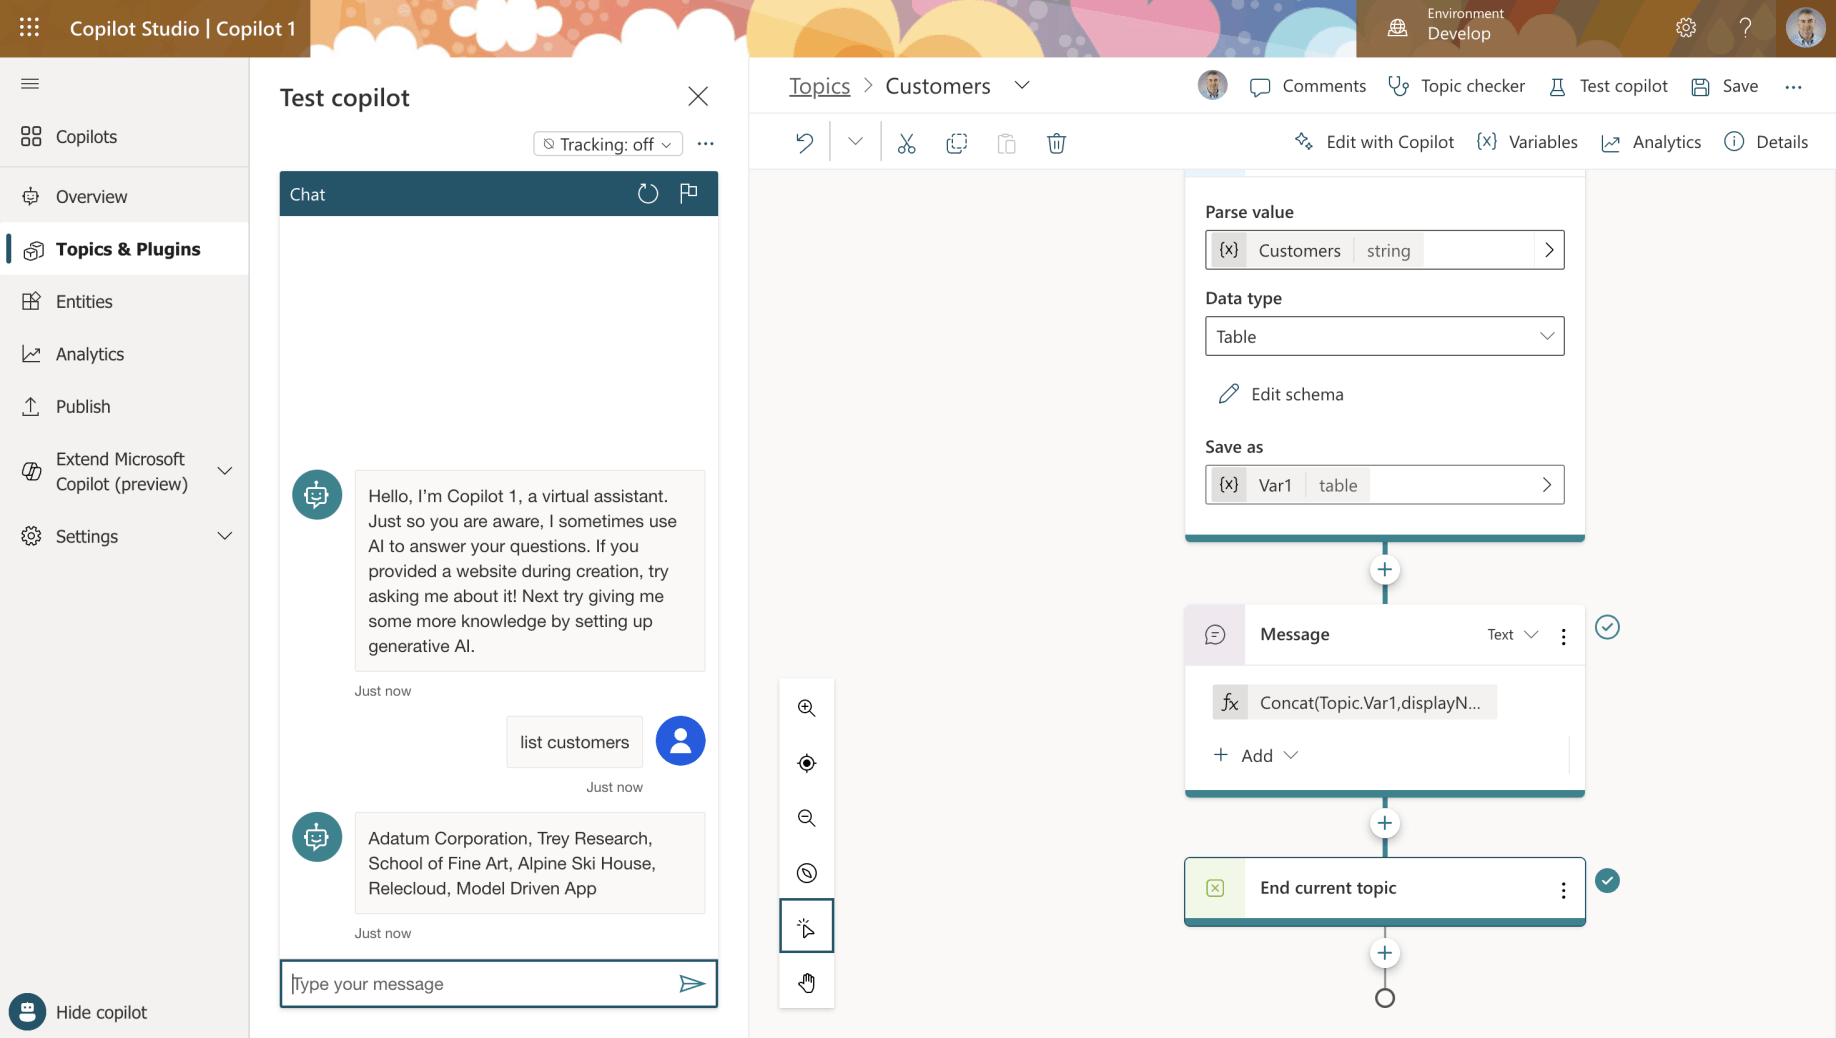 Copilot Studio | Copilot 1
Environment
Develop
?
Copilots
Overview
Topics & Plugins
Entities
Analytics
Publish
Extend Microsoft
Copilot (preview)
Settings
Hide copilot
Test copilot
Tracking: off
Chat
Hello, I'm Copilot 1, a virtual assistant.
Just so you are aware, I sometimes use
AI to answer your questions. If you
provided a website during creation, try
asking me about it! Next try giving me
some more knowledge by setting up
generative AI.
Just now
list customers
Just now
Adatum Corporation, Trey Research,
School of Fine Art, Alpine Ski House,
Relecloud, Model Driven App
Just now
Type your message
Topics > Customers
Comments
Topic checker
Test copilot
Save
Edit with Copilot
{x} Variables
Analytics
Details
Parse value
{x} Customers string
Data type
Table
Edit schema
Save as
{x} Var1 table
Message
Text
fx Concat(Topic.Var1,displayN...
+ Add
End current topic